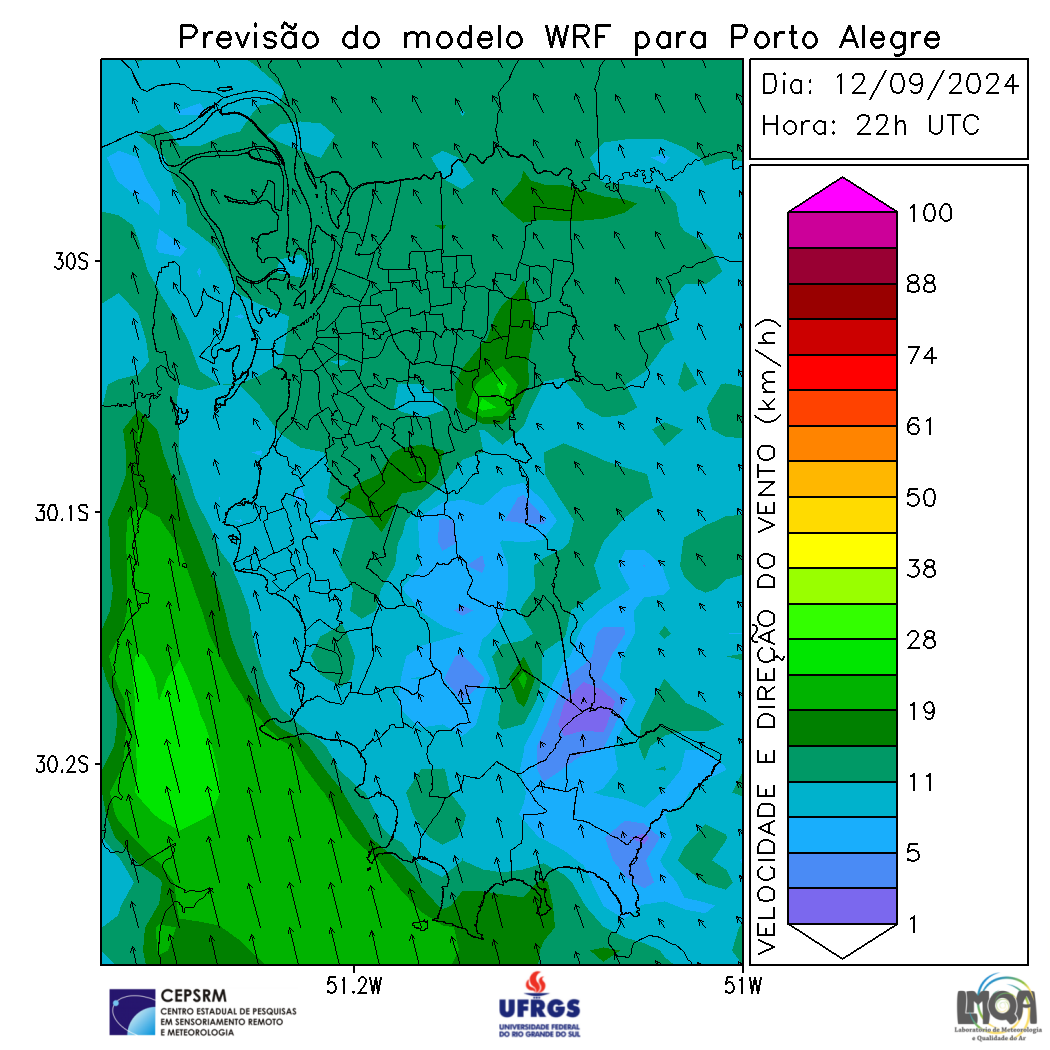 Previsão do modelo WRF para Porto Alegre
Dia: 12/09/2024
Hora: 22h UTC
30S
30.1S
30.2S
51.2W
51W
VELOCIDADE E DIREÇÃO DO VENTO (km/h)
100
88
74
61
50
38
28
19
11
5
1
CEPSRM
CENTRO ESTADUAL DE PESQUISAS
EM SENSORIAMENTO REMOTO
E METEOROLOGIA
UFRGS
UNIVERSIDADE FEDERAL
DO RIO GRANDE DO SUL
LMQA
Laboratório de Meteorologia
e Qualidade do Ar